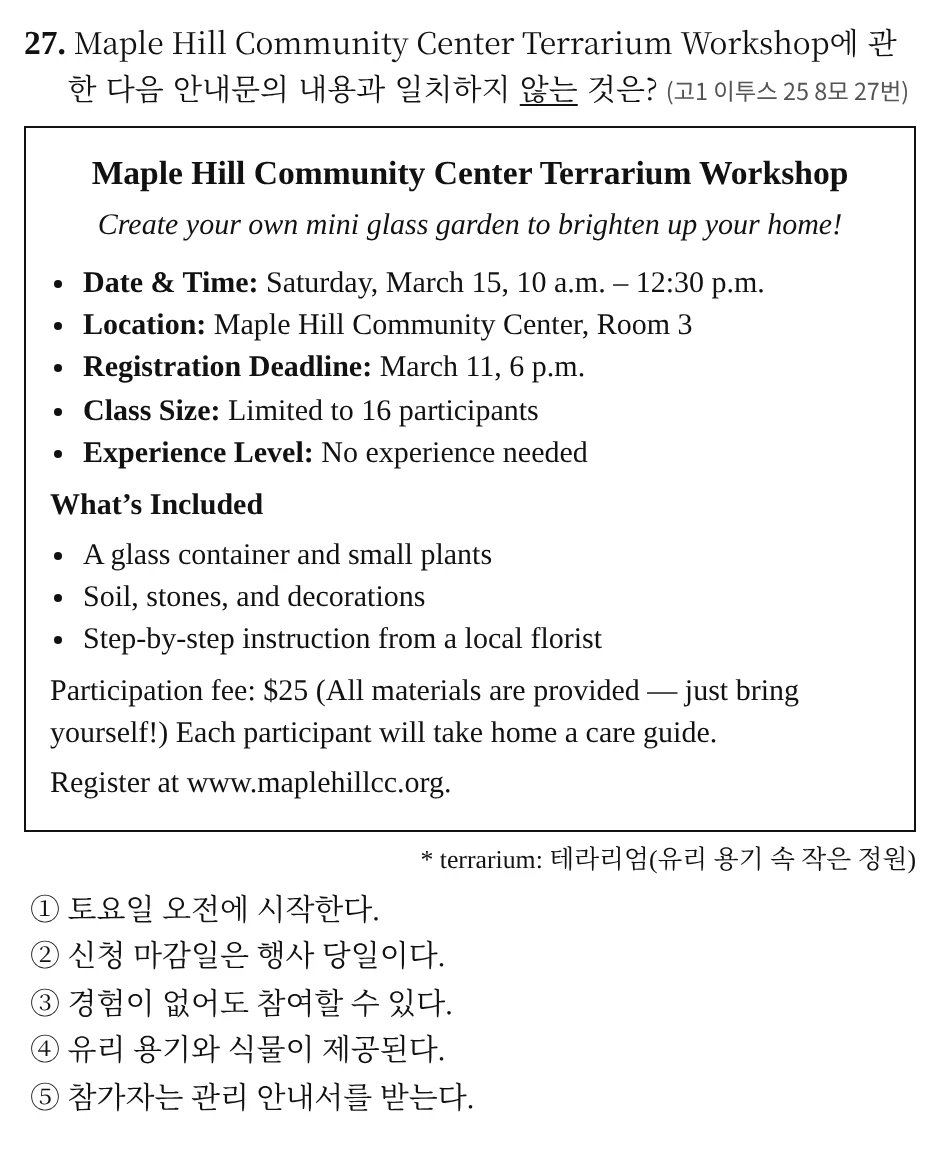 27. Maple Hill Community Center Terrarium Workshop에 관
한 다음 안내문의 내용과 일치하지 않는 것은? (고1 이투스 25 8모 27번)
Maple Hill Community Center Terrarium Workshop
Create your own mini glass garden to brighten up your home!
• Date & Time: Saturday, March 15, 10 a.m. – 12:30 p.m.
• Location: Maple Hill Community Center, Room 3
• Registration Deadline: March 11, 6 p.m.
• Class Size: Limited to 16 participants
• Experience Level: No experience needed
What’s Included
• A glass container and small plants
• Soil, stones, and decorations
• Step-by-step instruction from a local florist
Participation fee: $25 (All materials are provided — just bring
yourself!) Each participant will take home a care guide.
Register at www.maplehillcc.org.
* terrarium: 테라리엄(유리 용기 속 작은 정원)
① 토요일 오전에 시작한다.
② 신청 마감일은 행사 당일이다.
③ 경험이 없어도 참여할 수 있다.
④ 유리 용기와 식물이 제공된다.
⑤ 참가자는 관리 안내서를 받는다.